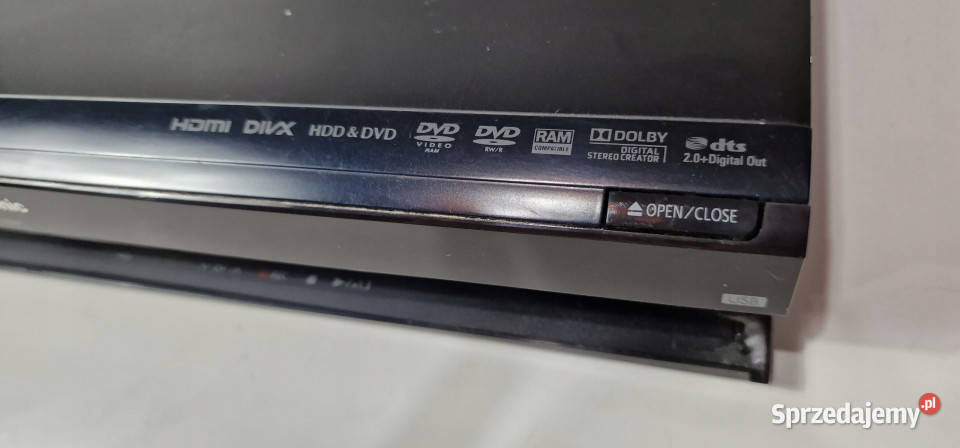 HDMI DIVX HDD & DVD DVD VIDEO RAM DVD RW/R RAM COMPATIBLE DOLBY DIGITAL STEREO CREATOR dts 2.0+Digital Out
OPEN/CLOSE
USB
Sprzedajemy.pl